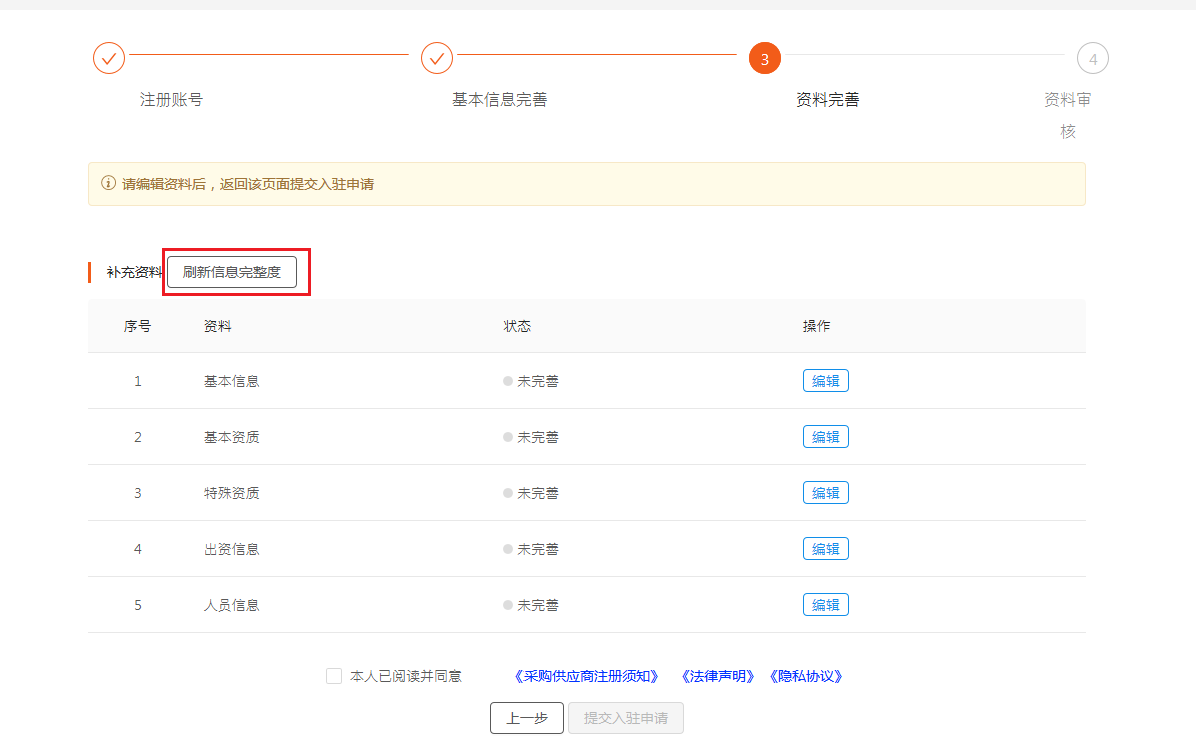 3
4
注册账号
基本信息完善
资料完善
资料审
核
请编辑资料后，返回该页面提交入驻申请
补充资料 刷新信息完整度
序号 资料 状态 操作
1 基本信息 未完善 编辑
2 基本资质 未完善 编辑
3 特殊资质 未完善 编辑
4 出资信息 未完善 编辑
5 人员信息 未完善 编辑
本人已阅读并同意 《采购供应商注册须知》 《法律声明》 《隐私协议》
上一步 提交入驻申请